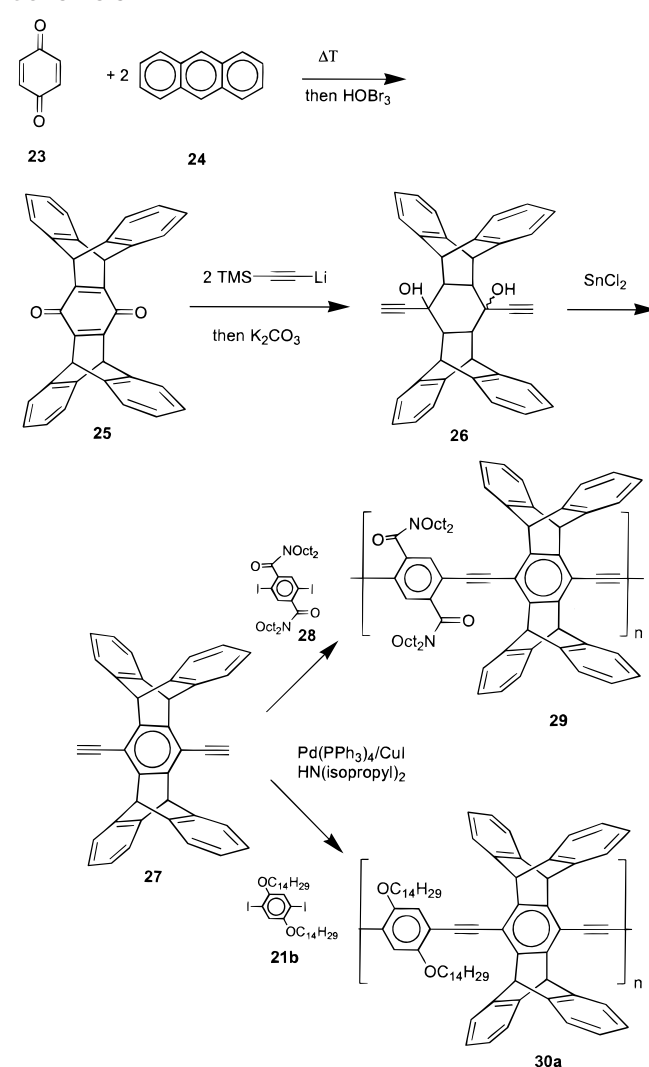 O
O
+ 2
ΔT
then HOBr3
23
24
O
O
2 TMS
Li
then K2CO3
OH
OH
SnCl2
25
26
O
NOct2
I
I
O
Oct2N
28
O
NOct2
O
Oct2N
n
29
Pd(PPh3)4/CuI
HN(isopropyl)2
27
OC14H29
I
I
OC14H29
21b
OC14H29
OC14H29
n
30a